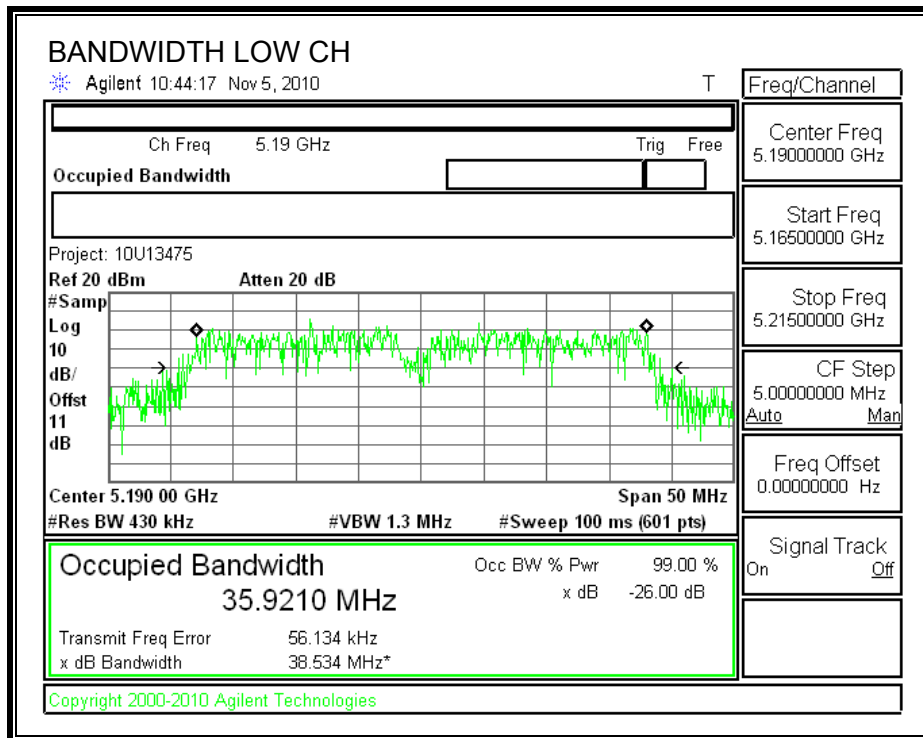 BANDWIDTH LOW CH
Agilent 10:44:17 Nov 5, 2010 T
Freq/Channel
Ch Freq 5.19 GHz Trig Free
Occupied Bandwidth
Center Freq
5.19000000 GHz
Start Freq
5.16500000 GHz
Stop Freq
5.21500000 GHz
CF Step
5.00000000 MHz
Auto Man
Freq Offset
0.00000000 Hz
Signal Track
On Off
Project: 10U13475
Ref 20 dBm Atten 20 dB
#Samp
Log
10
dB/
Offst
11
dB
Center 5.190 00 GHz Span 50 MHz
#Res BW 430 kHz #VBW 1.3 MHz #Sweep 100 ms (601 pts)
Occupied Bandwidth
35.9210 MHz
Occ BW % Pwr 99.00 %
x dB -26.00 dB
Transmit Freq Error 56.134 kHz
x dB Bandwidth 38.534 MHz*
Copyright 2000-2010 Agilent Technologies